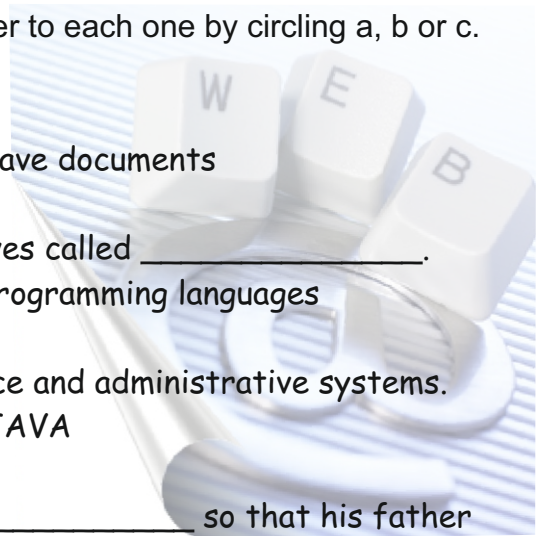 er to each one by circling a, b or c.
W E B
ave documents
es called ______________.
rogramming languages
ce and administrative systems.
AVA
__________ so that his father